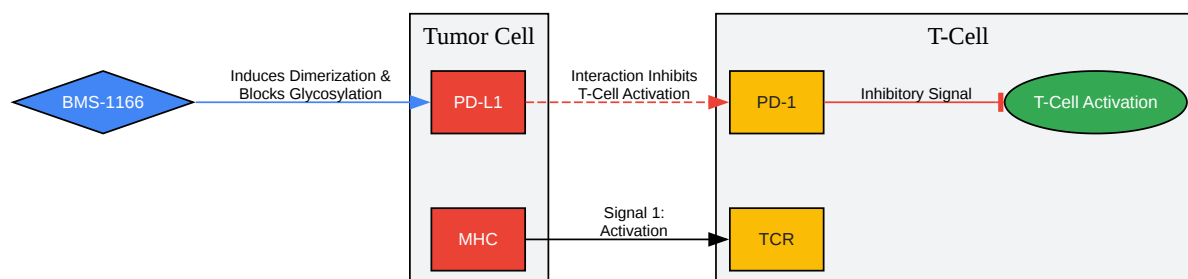 Tumor Cell
T-Cell
Induces Dimerization &
Blocks Glycosylation
Interaction Inhibits
T-Cell Activation
BMS-1166
PD-L1
PD-1
Inhibitory Signal
T-Cell Activation
Signal 1:
Activation
MHC
TCR